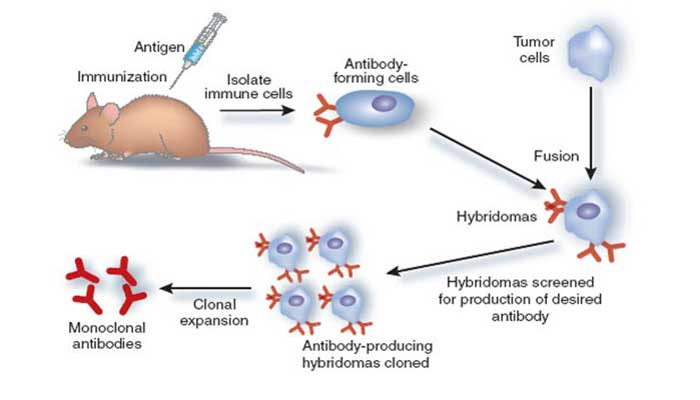 Antigen
Immunization
Isolate
immune cells
Antibody-
forming cells
Tumor
cells
Fusion
Hybridomas
Hybridomas screened
for production of desired
antibody
Antibody-producing
hybridomas cloned
Clonal
expansion
Monoclonal
antibodies